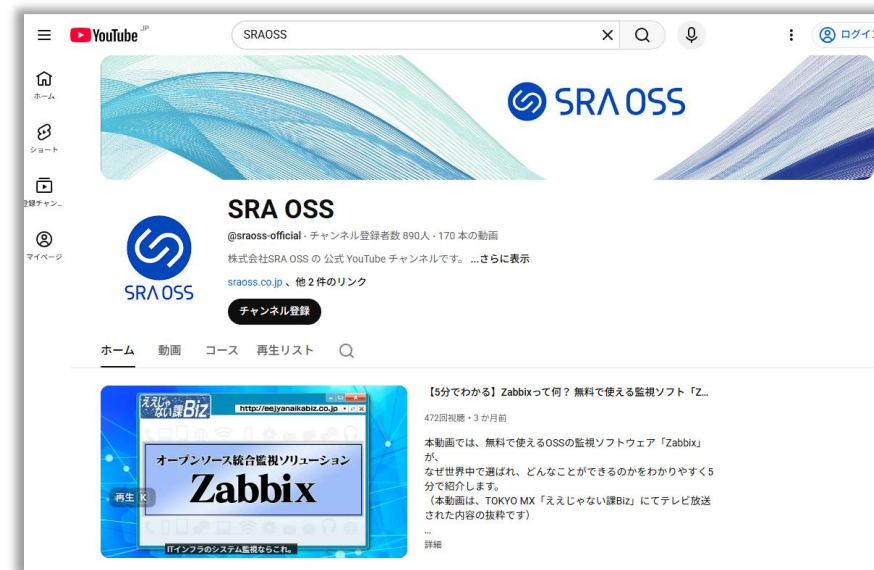 YouTube JP
SRAOSS
ログイン
ホーム
ショート
登録チャン...
マイページ
SRA OSS
SRA OSS
SRA OSS
@sraoss-official · チャンネル登録者数 890人 · 170 本の動画
株式会社SRA OSS の 公式 YouTube チャンネルです。 ...さらに表示
sraoss.co.jp 、他 2 件のリンク
チャンネル登録
ホーム 動画 コース 再生リスト
ええじゃない課Biz
http://eejyanaikabiz.co.jp
オープンソース統合監視ソリューション
Zabbix
再生 K
ITインフラのシステム監視ならこれ。
【5分でわかる】Zabbixって何？ 無料で使える監視ソフト「Z...
472回視聴 • 3 か月前
本動画では、無料で使えるOSSの監視ソフトウェア「Zabbix」
が、
なぜ世界中で選ばれ、どんなことができるのかをわかりやすく5
分で紹介します。
（本動画は、TOKYO MX「ええじゃない課Biz」にてテレビ放送
された内容の抜粋です）
...
詳細